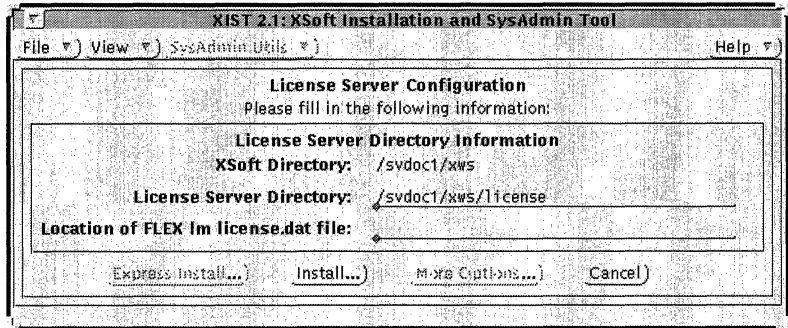 XIST 2.1: XSoft Installation and SysAdmin Tool
File View SysAdmin Utils Help
License Server Configuration
Please fill in the following information:
License Server Directory Information
XSoft Directory: /svdoc1/xws
License Server Directory: /svdoc1/xws/license
Location of FLEX lm license.dat file:
Express Install... Install... More Options... Cancel